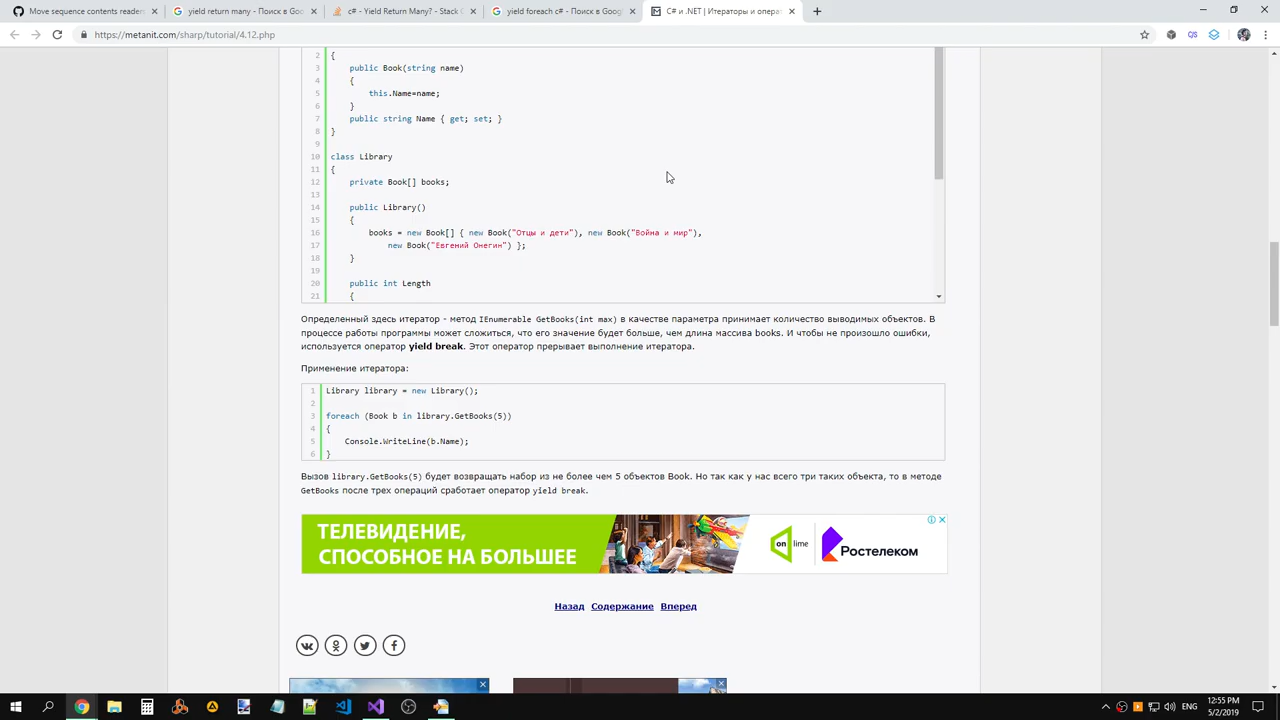 Move sequence contents reader
yield return many - Поиск в Goo
c# - Yield Return Many? - Stack O
yield foreach c# - Поиск в Google
C# и .NET | Итераторы и опера
https://metanit.com/sharp/tutorial/4.12.php
2 {
3 public Book(string name)
4 {
5 this.Name=name;
6 }
7 public string Name { get; set; }
8 }
9
10 class Library
11 {
12 private Book[] books;
13
14 public Library()
15 {
16 books = new Book[] { new Book("Отцы и дети"), new Book("Война и мир"),
17 new Book("Евгений Онегин") };
18 }
19
20 public int Length
21 {
Определенный здесь итератор - метод IEnumerable GetBooks(int max) в качестве параметра принимает количество выводимых объектов. В
процессе работы программы может сложиться, что его значение будет больше, чем длина массива books. И чтобы не произошло ошибки,
используется оператор yield break. Этот оператор прерывает выполнение итератора.
Применение итератора:
1 Library library = new Library();
2
3 foreach (Book b in library.GetBooks(5))
4 {
5 Console.WriteLine(b.Name);
6 }
Вызов library.GetBooks(5) будет возвращать набор из не более чем 5 объектов Book. Но так как у нас всего три таких объекта, то в методе
GetBooks после трех операций сработает оператор yield break.
ТЕЛЕВИДЕНИЕ,
СПОСОБНОЕ НА БОЛЬШЕЕ
on lime
Ростелеком
Назад Содержание Вперед
ENG
12:55 PM
5/2/2019